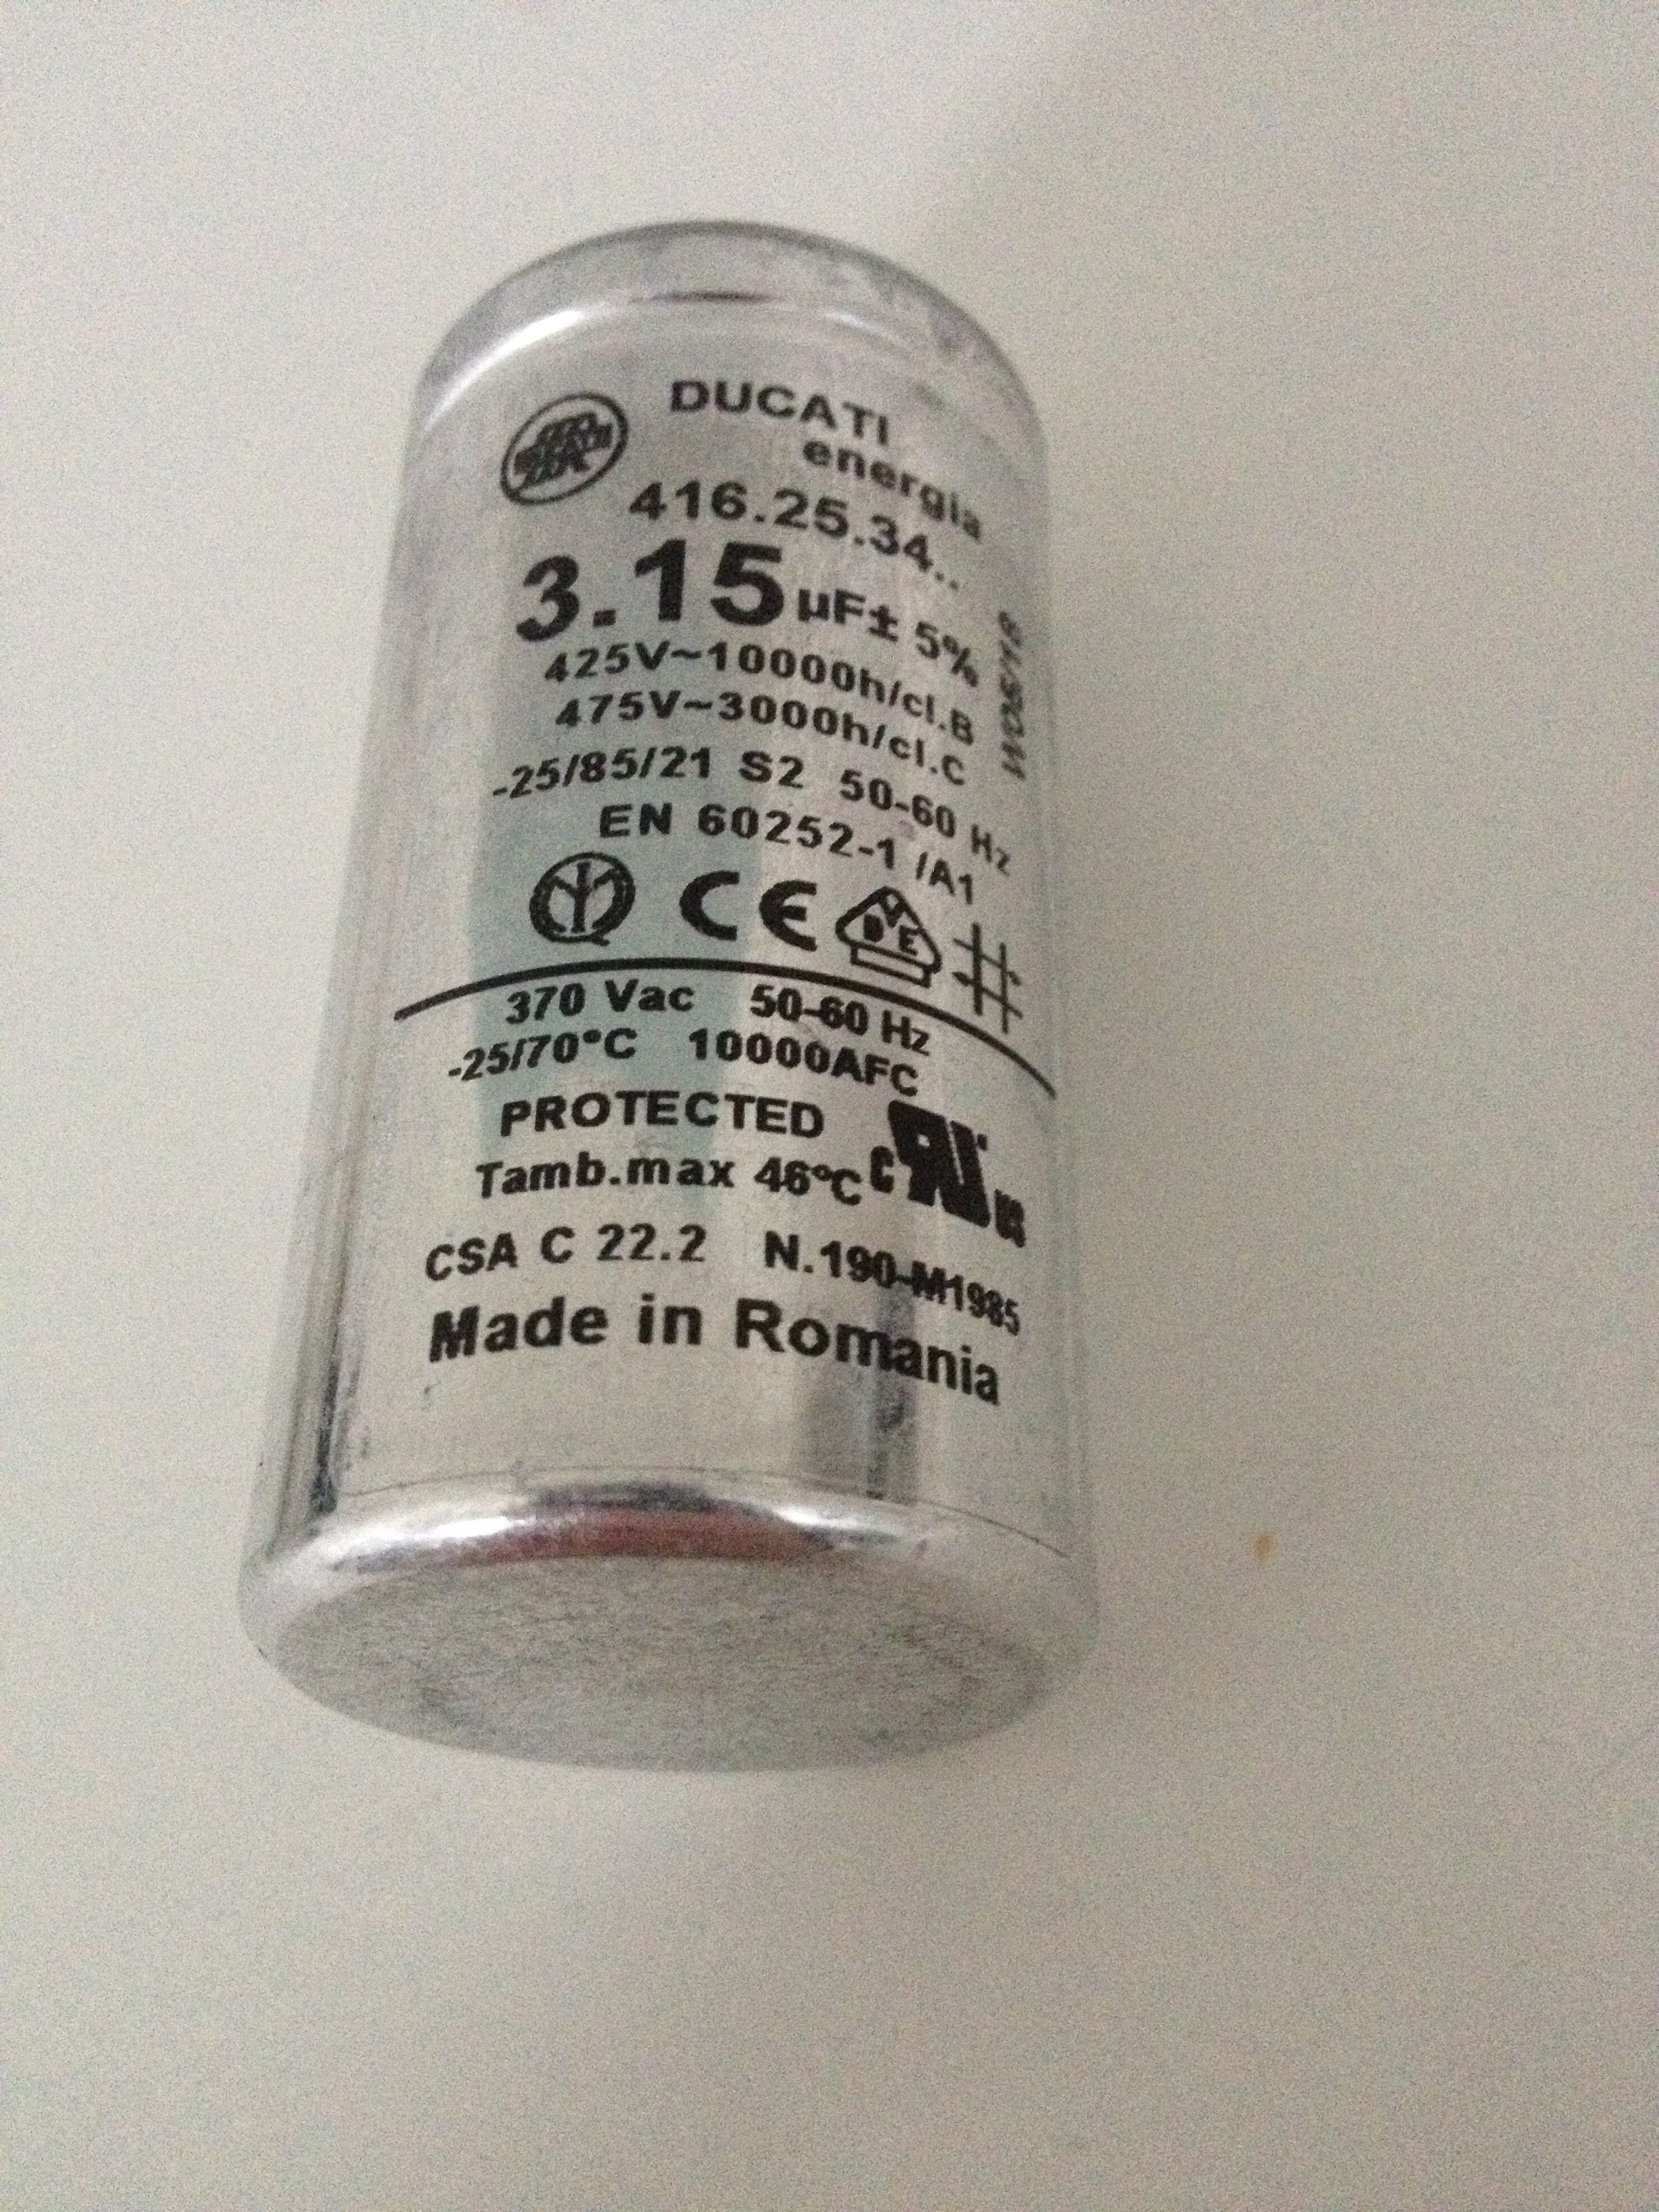 DUCATI
energia
416.25.34..
3.15 µF± 5%
425V~10000h/cl.B
475V~3000h/cl.C
-25/85/21 S2 50-60 Hz
EN 60252-1 /A1
CE
VDE
370 Vac 50-60 Hz
-25/70°C 10000AFC
PROTECTED
Tamb.max 46°C
CSA C 22.2 N.190-M1985
Made in Romania